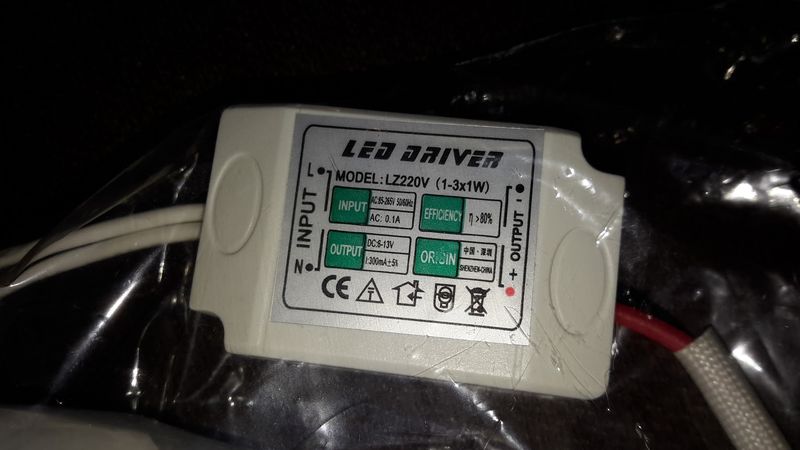 LED DRIVER
MODEL:LZ220V (1-3x1W)
INPUT
L
N
INPUT
AC:85-265V 50/60Hz
AC: 0.1A
EFFICIENCY
η>80%
OUTPUT
DC:6-13V
I:300mA±5%
ORIGIN
中国·深圳
SHENZHEN·CHINA
OUTPUT
-
+
CE